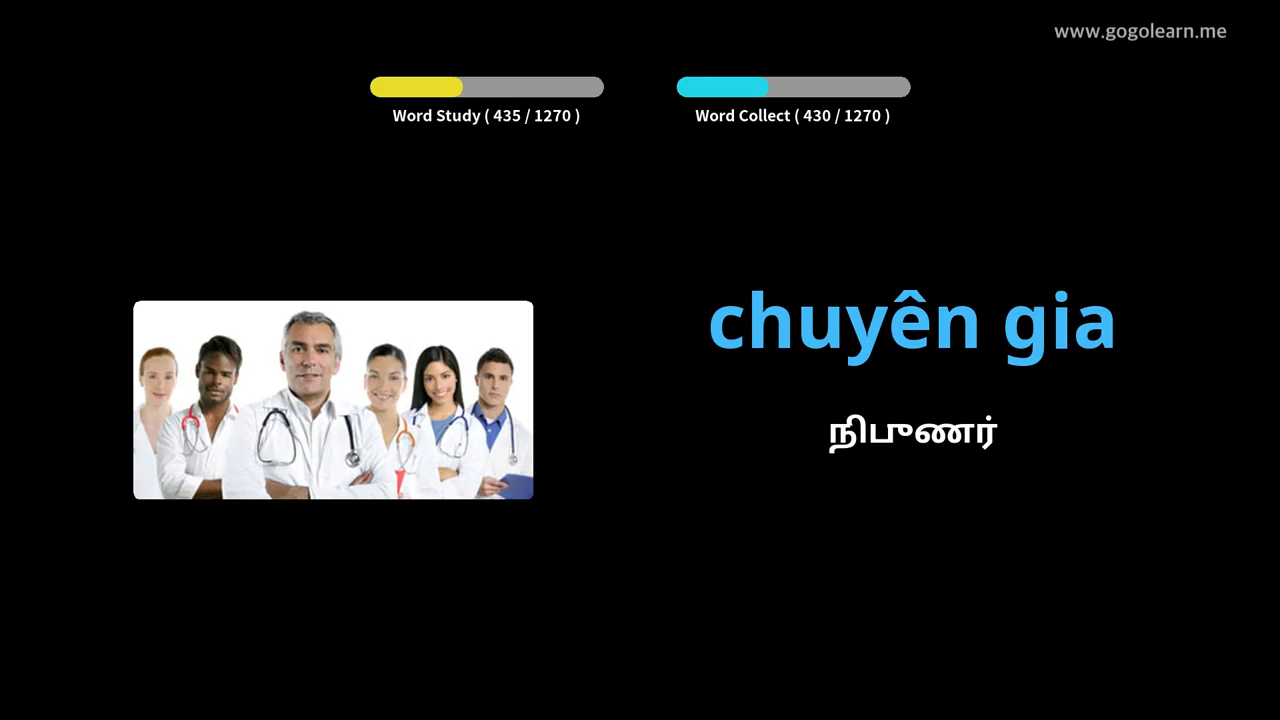 www.gogolearn.me
Word Study ( 435 / 1270 )
Word Collect ( 430 / 1270 )
chuyên gia
நிபுணர்